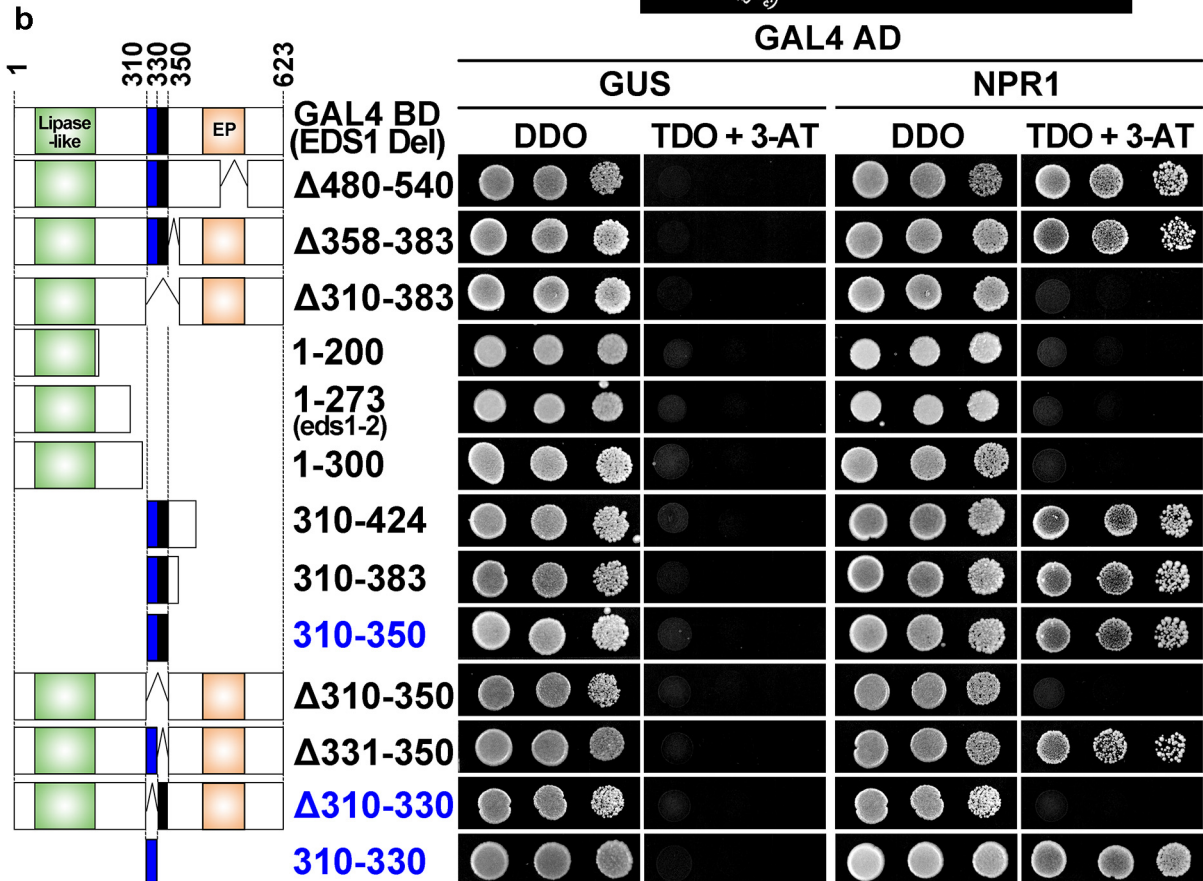 b
GAL4 AD
GUS NPR1
DDO TDO + 3-AT DDO TDO + 3-AT
1 310 330 350 623
Lipase
-like
EP
GAL4 BD
(EDS1 Del)
Δ480-540
Δ358-383
Δ310-383
1-200
1-273
(eds1-2)
1-300
310-424
310-383
310-350
Δ310-350
Δ331-350
Δ310-330
310-330